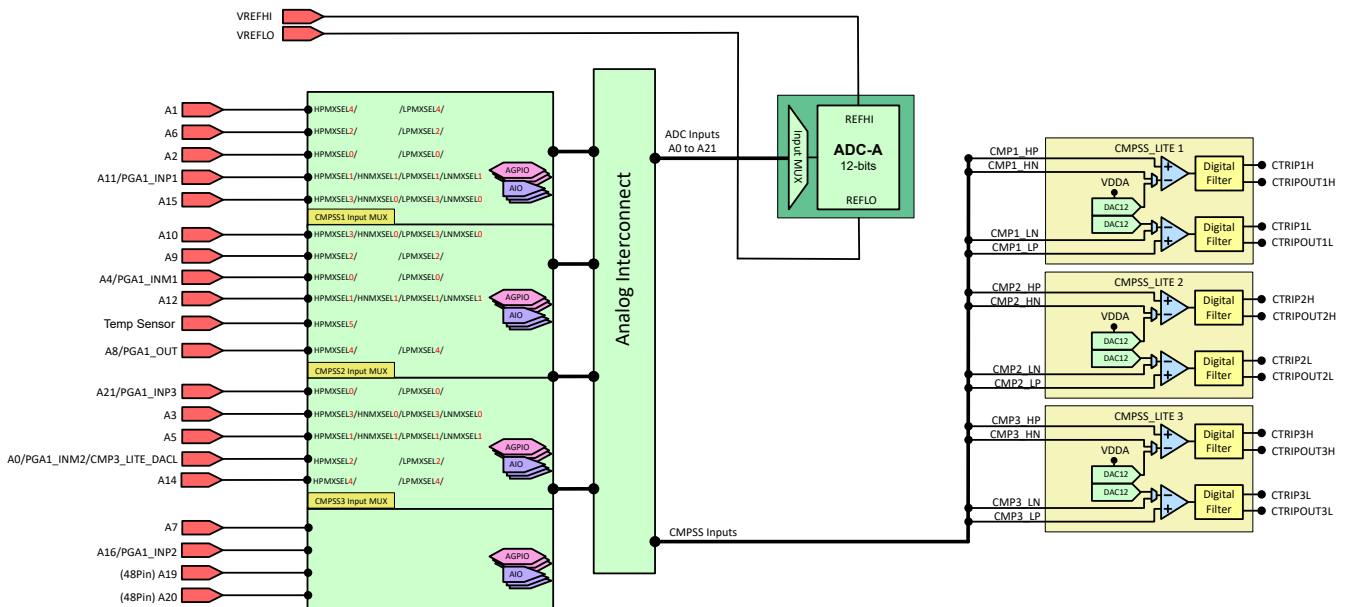 VREFHI
VREFLO
A1
HPMXSEL4/ /LPMXSEL4/
A6
HPMXSEL2/ /LPMXSEL2/
A2
HPMXSEL0/ /LPMXSEL0/
A11/PGA1_INP1
HPMXSEL1/HNMXSEL1/LPMXSEL1/LNMXSEL1
A15
HPMXSEL3/HNMXSEL0/LPMXSEL3/LNMXSEL0
AGPIO
AIO
CMPSS1 Input MUX
A10
HPMXSEL3/HNMXSEL0/LPMXSEL3/LNMXSEL0
A9
HPMXSEL2/ /LPMXSEL2/
A4/PGA1_INM1
HPMXSEL0/ /LPMXSEL0/
A12
HPMXSEL1/HNMXSEL1/LPMXSEL1/LNMXSEL1
Temp Sensor
HPMXSEL5/
A8/PGA1_OUT
HPMXSEL4/ /LPMXSEL4/
AGPIO
AIO
CMPSS2 Input MUX
A21/PGA1_INP3
HPMXSEL0/ /LPMXSEL0/
A3
HPMXSEL3/HNMXSEL0/LPMXSEL3/LNMXSEL0
A5
HPMXSEL1/HNMXSEL1/LPMXSEL1/LNMXSEL1
A0/PGA1_INM2/CMP3_LITE_DACL
HPMXSEL2/ /LPMXSEL2/
A14
HPMXSEL4/ /LPMXSEL4/
AGPIO
AIO
CMPSS3 Input MUX
A7
A16/PGA1_INP2
(48Pin) A19
(48Pin) A20
AGPIO
AIO
Analog Interconnect
ADC Inputs
A0 to A21
Input MUX
REFHI
ADC-A
12-bits
REFLO
CMPSS Inputs
CMPSS_LITE 1
CMP1_HP
CMP1_HN
VDDA
DAC12
DAC12
CMP1_LN
CMP1_LP
Digital
Filter
Digital
Filter
CTRIP1H
CTRIPOUT1H
CTRIP1L
CTRIPOUT1L
CMPSS_LITE 2
CMP2_HP
CMP2_HN
VDDA
DAC12
DAC12
CMP2_LN
CMP2_LP
Digital
Filter
Digital
Filter
CTRIP2H
CTRIPOUT2H
CTRIP2L
CTRIPOUT2L
CMPSS_LITE 3
CMP3_HP
CMP3_HN
VDDA
DAC12
DAC12
CMP3_LN
CMP3_LP
Digital
Filter
Digital
Filter
CTRIP3H
CTRIPOUT3H
CTRIP3L
CTRIPOUT3L